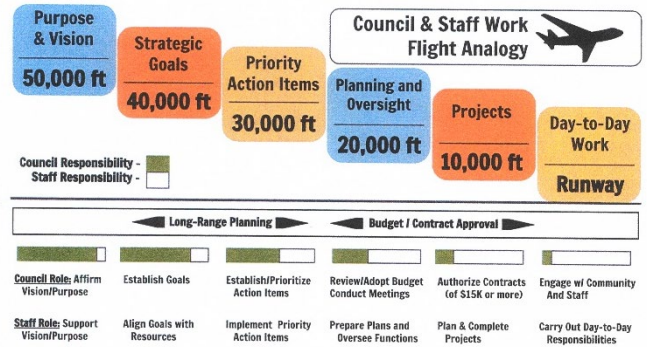 Purpose
& Vision
50,000 ft
Strategic
Goals
40,000 ft
Priority
Action Items
30,000 ft
Council & Staff Work
Flight Analogy
Planning and
Oversight
20,000 ft
Projects
10,000 ft
Day-to-Day
Work
Runway
Council Responsibility -
Staff Responsibility -
Long-Range Planning
Budget / Contract Approval
Council Role: Affirm
Vision/Purpose
Establish Goals
Establish/Prioritize
Action Items
Review/Adopt Budget
Conduct Meetings
Authorize Contracts
(of $15K or more)
Engage w/ Community
And Staff
Staff Role: Support
Vision/Purpose
Align Goals with
Resources
Implement Priority
Action Items
Prepare Plans and
Oversee Functions
Plan & Complete
Projects
Carry Out Day-to-Day
Responsibilities